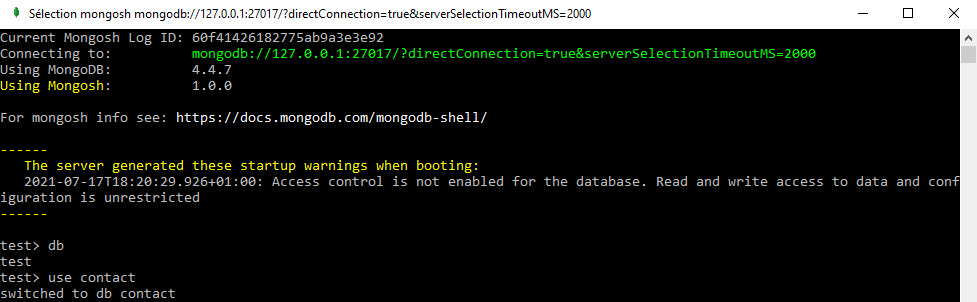 Sélection mongosh mongodb://127.0.0.1:27017/?directConnection=true&serverSelectionTimeoutMS=2000
Current Mongosh Log ID: 60f41426182775ab9a3e3e92
Connecting to: mongodb://127.0.0.1:27017/?directConnection=true&serverSelectionTimeoutMS=2000
Using MongoDB: 4.4.7
Using Mongosh: 1.0.0
For mongosh info see: https://docs.mongodb.com/mongodb-shell/
------
The server generated these startup warnings when booting:
2021-07-17T18:20:29.926+01:00: Access control is not enabled for the database. Read and write access to data and conf
iguration is unrestricted
------
test> db
test
test> use contact
switched to db contact